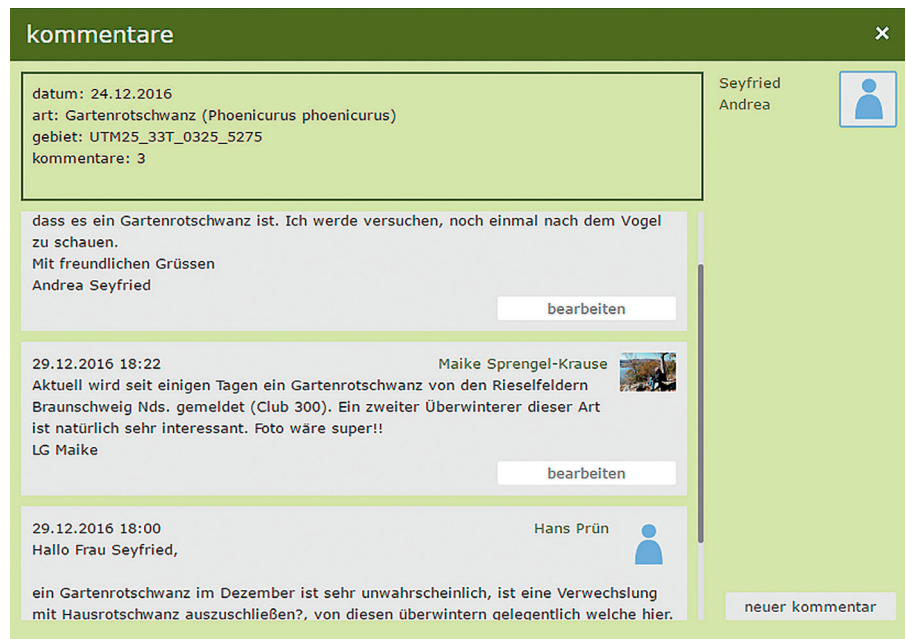 kommentare ×
datum: 24.12.2016
art: Gartenrotschwanz (Phoenicurus phoenicurus)
gebiet: UTM25_33T_0325_5275
kommentare: 3
Seyfried
Andrea
dass es ein Gartenrotschwanz ist. Ich werde versuchen, noch einmal nach dem Vogel
zu schauen.
Mit freundlichen Grüssen
Andrea Seyfried
bearbeiten
29.12.2016 18:22 Maike Sprengel-Krause
Aktuell wird seit einigen Tagen ein Gartenrotschwanz von den Rieselfeldern
Braunschweig Nds. gemeldet (Club 300). Ein zweiter Überwinterer dieser Art
ist natürlich sehr interessant. Foto wäre super!!
LG Maike
bearbeiten
29.12.2016 18:00 Hans Prün
Hallo Frau Seyfried,
ein Gartenrotschwanz im Dezember ist sehr unwahrscheinlich, ist eine Verwechslung
mit Hausrotschwanz auszuschließen?, von diesen überwintern gelegentlich welche hier.
neuer kommentar